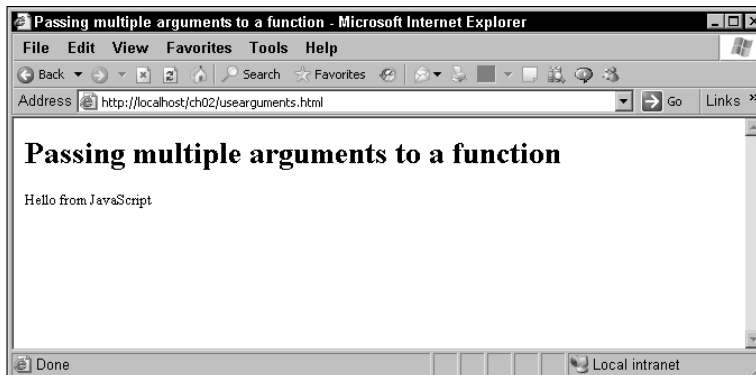 Passing multiple arguments to a function - Microsoft Internet Explorer
File Edit View Favorites Tools Help
Back Search Favorites
Address http://localhost/ch02/usearguments.html Go Links »
Passing multiple arguments to a function
Hello from JavaScript
Done Local intranet